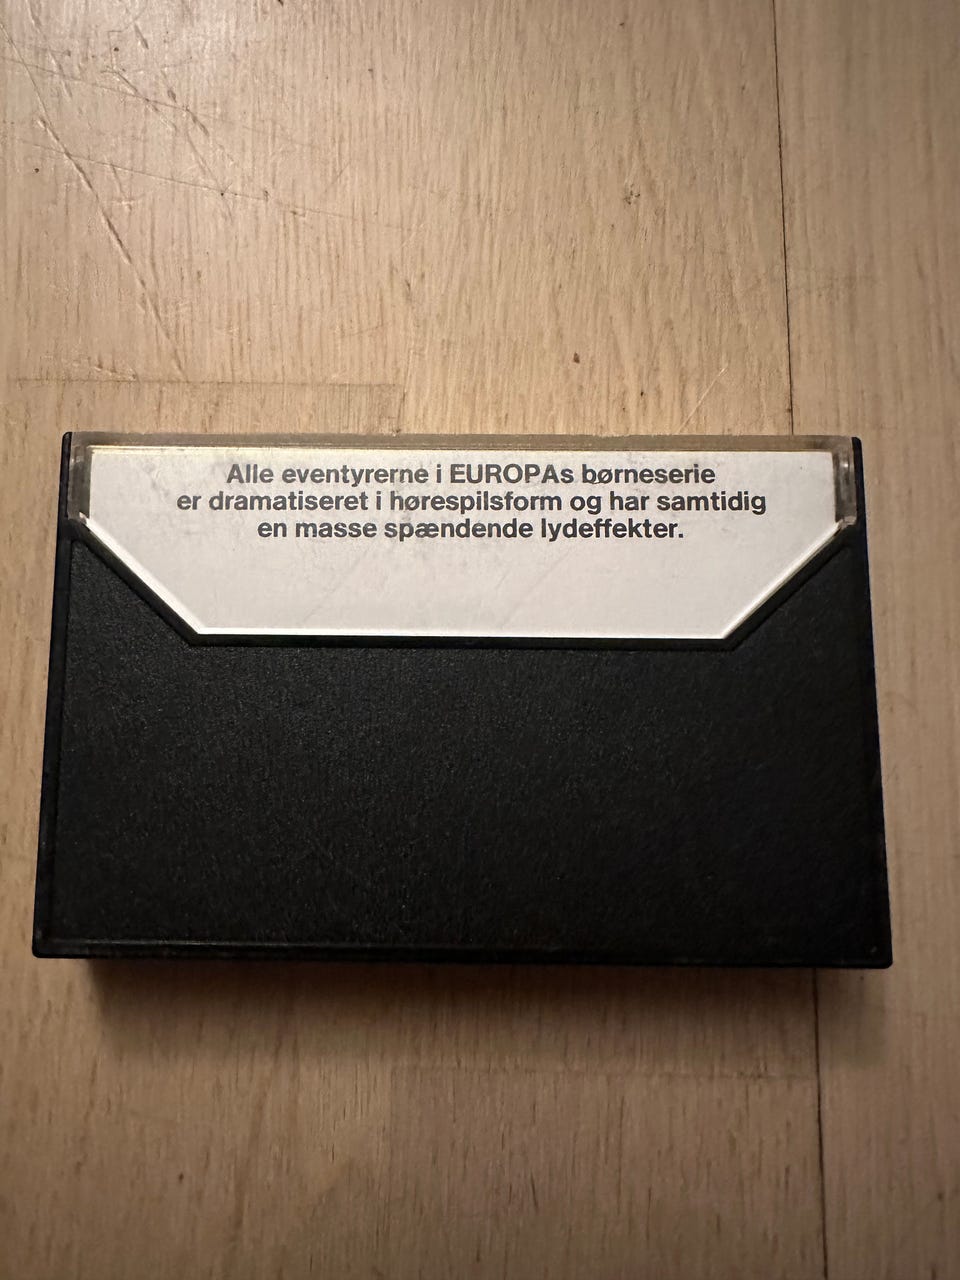 Alle eventyrerne i EUROPAs børneserie
er dramatiseret i hørespilsform og har samtidig
en masse spændende lydeffekter.